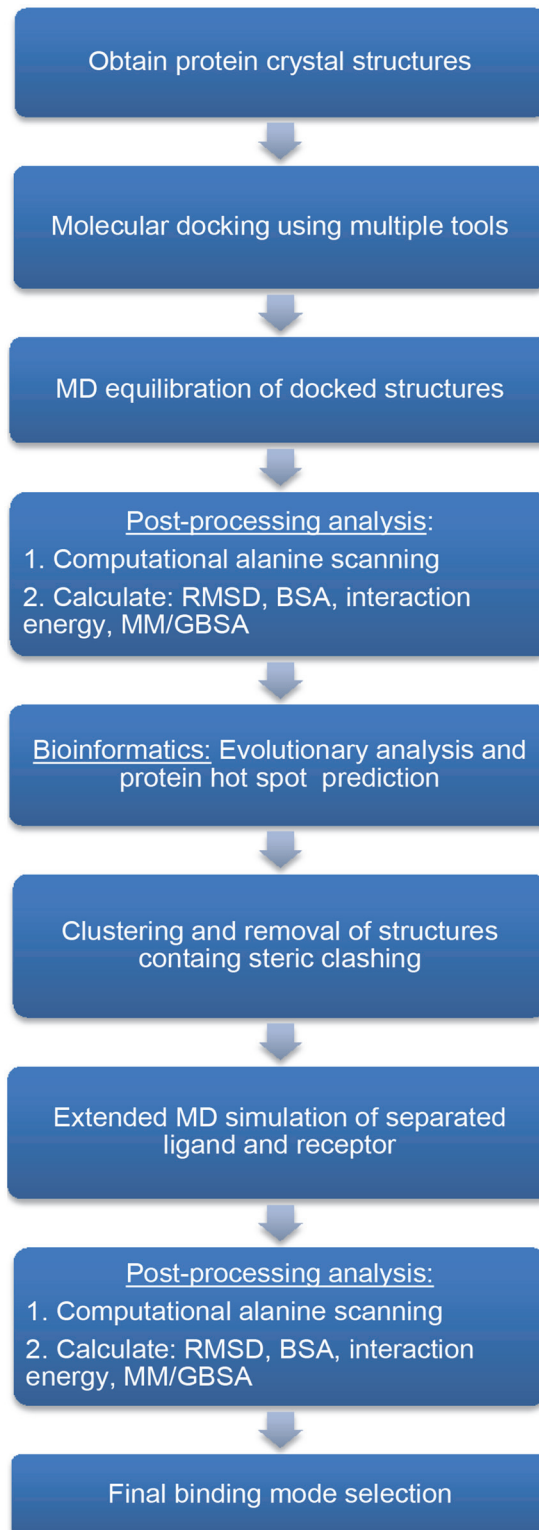 Obtain protein crystal structures
Molecular docking using multiple tools
MD equilibration of docked structures
Post-processing analysis:
1. Computational alanine scanning
2. Calculate: RMSD, BSA, interaction
energy, MM/GBSA
Bioinformatics: Evolutionary analysis and
protein hot spot prediction
Clustering and removal of structures
containg steric clashing
Extended MD simulation of separated
ligand and receptor
Post-processing analysis:
1. Computational alanine scanning
2. Calculate: RMSD, BSA, interaction
energy, MM/GBSA
Final binding mode selection